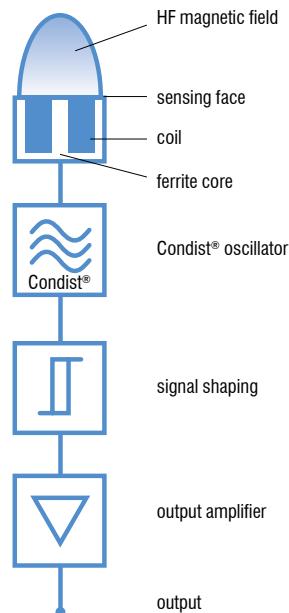 HF magnetic field
sensing face
coil
ferrite core
Condist®
Condist® oscillator
signal shaping
output amplifier
output